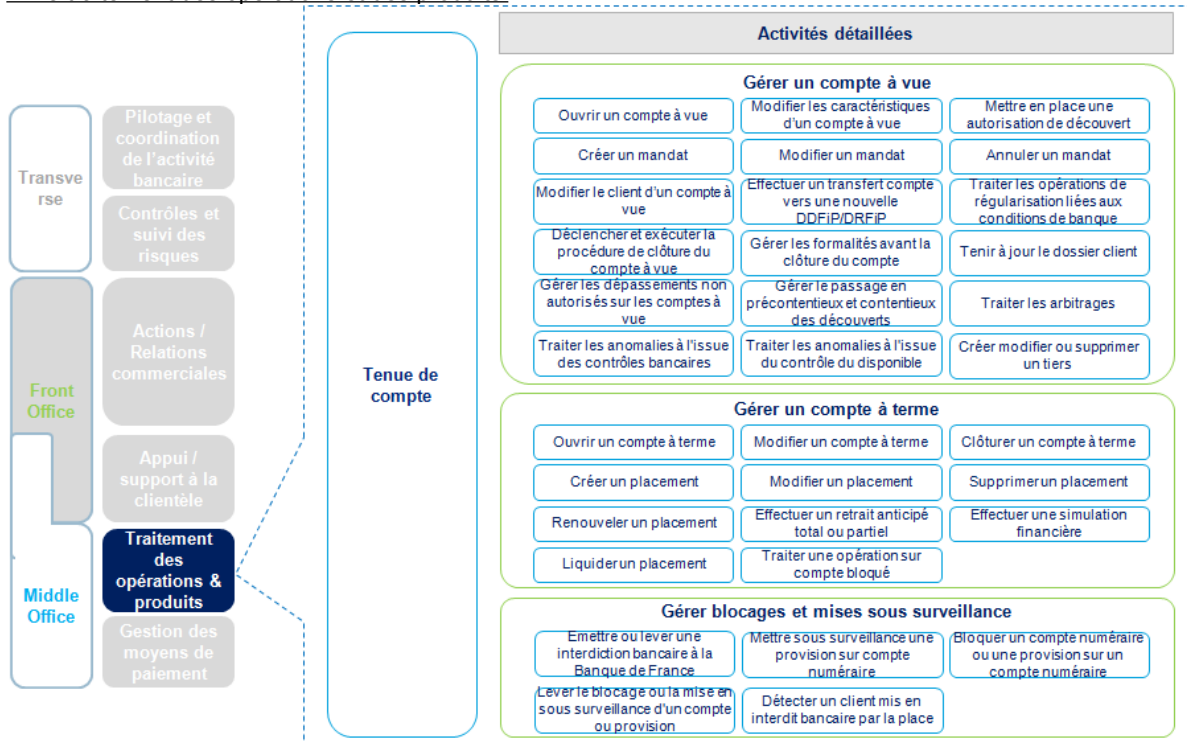 Activités détaillées
Transve
rse
Pilotage et
coordination
de l'activité
bancaire
Contrôles et
suivi des
risques
Front
Office
Actions /
Relations
commerciales
Appui /
support à la
clientèle
Middle
Office
Traitement
des
opérations &
produits
Gestion des
moyens de
paiement
Tenue de
compte
Gérer un compte à vue
Ouvrir un compte à vue
Modifier les caractéristiques
d'un compte à vue
Mettre en place une
autorisation de découvert
Créer un mandat
Modifier un mandat
Annuler un mandat
Modifier le client d'un compte à
vue
Effectuer un transfert compte
vers une nouvelle
DDFiP/DRFiP
Traiter les opérations de
régularisation liées aux
conditions de banque
Déclencher et exécuter la
procédure de clôture du
compte à vue
Gérer les formalités avant la
clôture du compte
Tenir à jour le dossier client
Gérer les dépassements non
autorisés sur les comptes à
vue
Gérer le passage en
précontentieux et contentieux
des découverts
Traiter les arbitrages
Traiter les anomalies à l'issue
des contrôles bancaires
Traiter les anomalies à l'issue
du contrôle du disponible
Créer modifier ou supprimer
un tiers
Gérer un compte à terme
Ouvrir un compte à terme
Modifier un compte à terme
Clôturer un compte à terme
Créer un placement
Modifier un placement
Supprimer un placement
Renouveler un placement
Effectuer un retrait anticipé
total ou partiel
Effectuer une simulation
financière
Liquider un placement
Traiter une opération sur
compte bloqué
Gérer blocages et mises sous surveillance
Emettre ou lever une
interdiction bancaire à la
Banque de France
Mettre sous surveillance une
provision sur compte
numéraire
Bloquer un compte numéraire
ou une provision sur un
compte numéraire
Lever le blocage ou la mise en
sous surveillance d'un compte
ou provision
Détecter un client mis en
interdit bancaire par la place